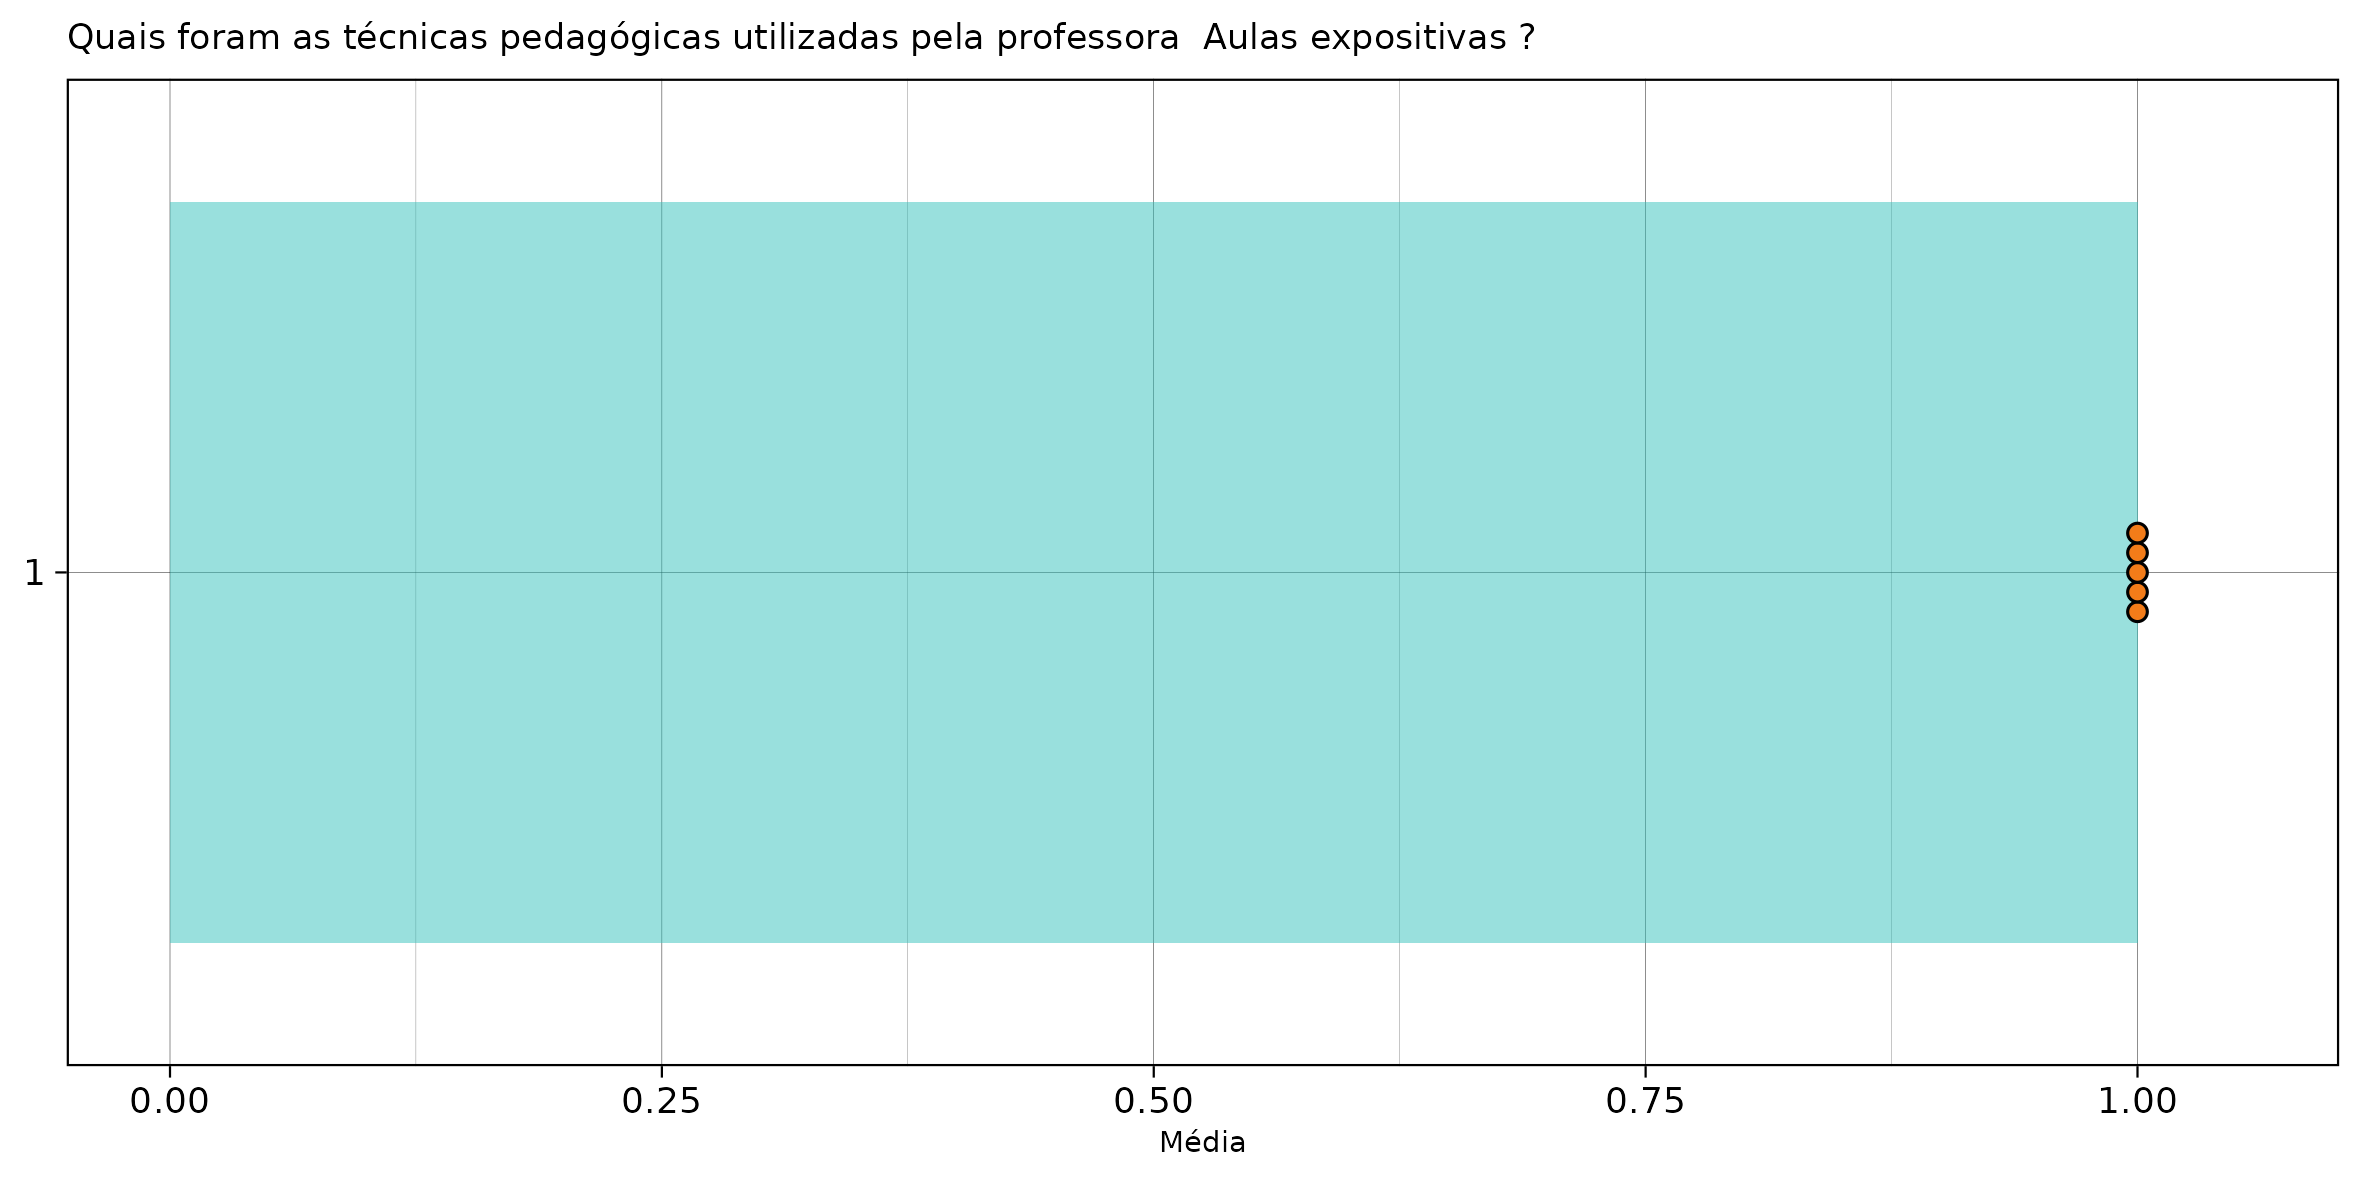 Quais foram as técnicas pedagógicas utilizadas pela professora  Aulas expositivas ?
1
0.00 0.25 0.50 0.75 1.00
Média